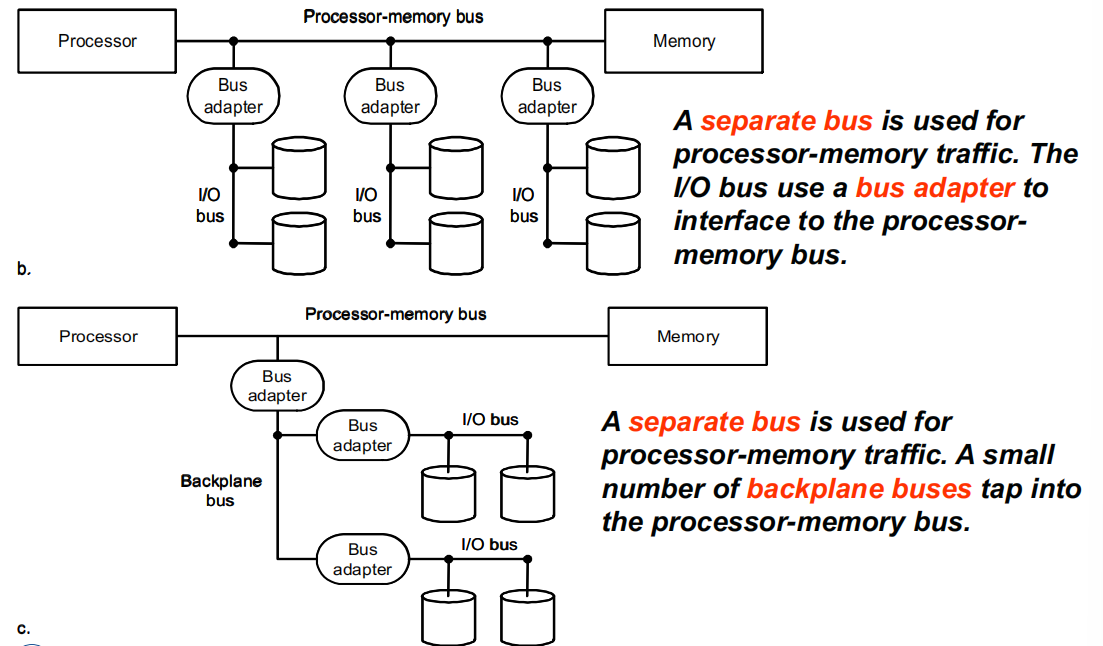 Processor-memory bus
Processor
Memory
Bus
adapter
Bus
adapter
Bus
adapter
I/O
bus
I/O
bus
I/O
bus
A separate bus is used for
processor-memory traffic. The
I/O bus use a bus adapter to
interface to the processor-
memory bus.
b.
Processor-memory bus
Processor
Memory
Bus
adapter
Bus
adapter
I/O bus
Backplane
bus
Bus
adapter
I/O bus
A separate bus is used for
processor-memory traffic. A small
number of backplane buses tap into
the processor-memory bus.
c.